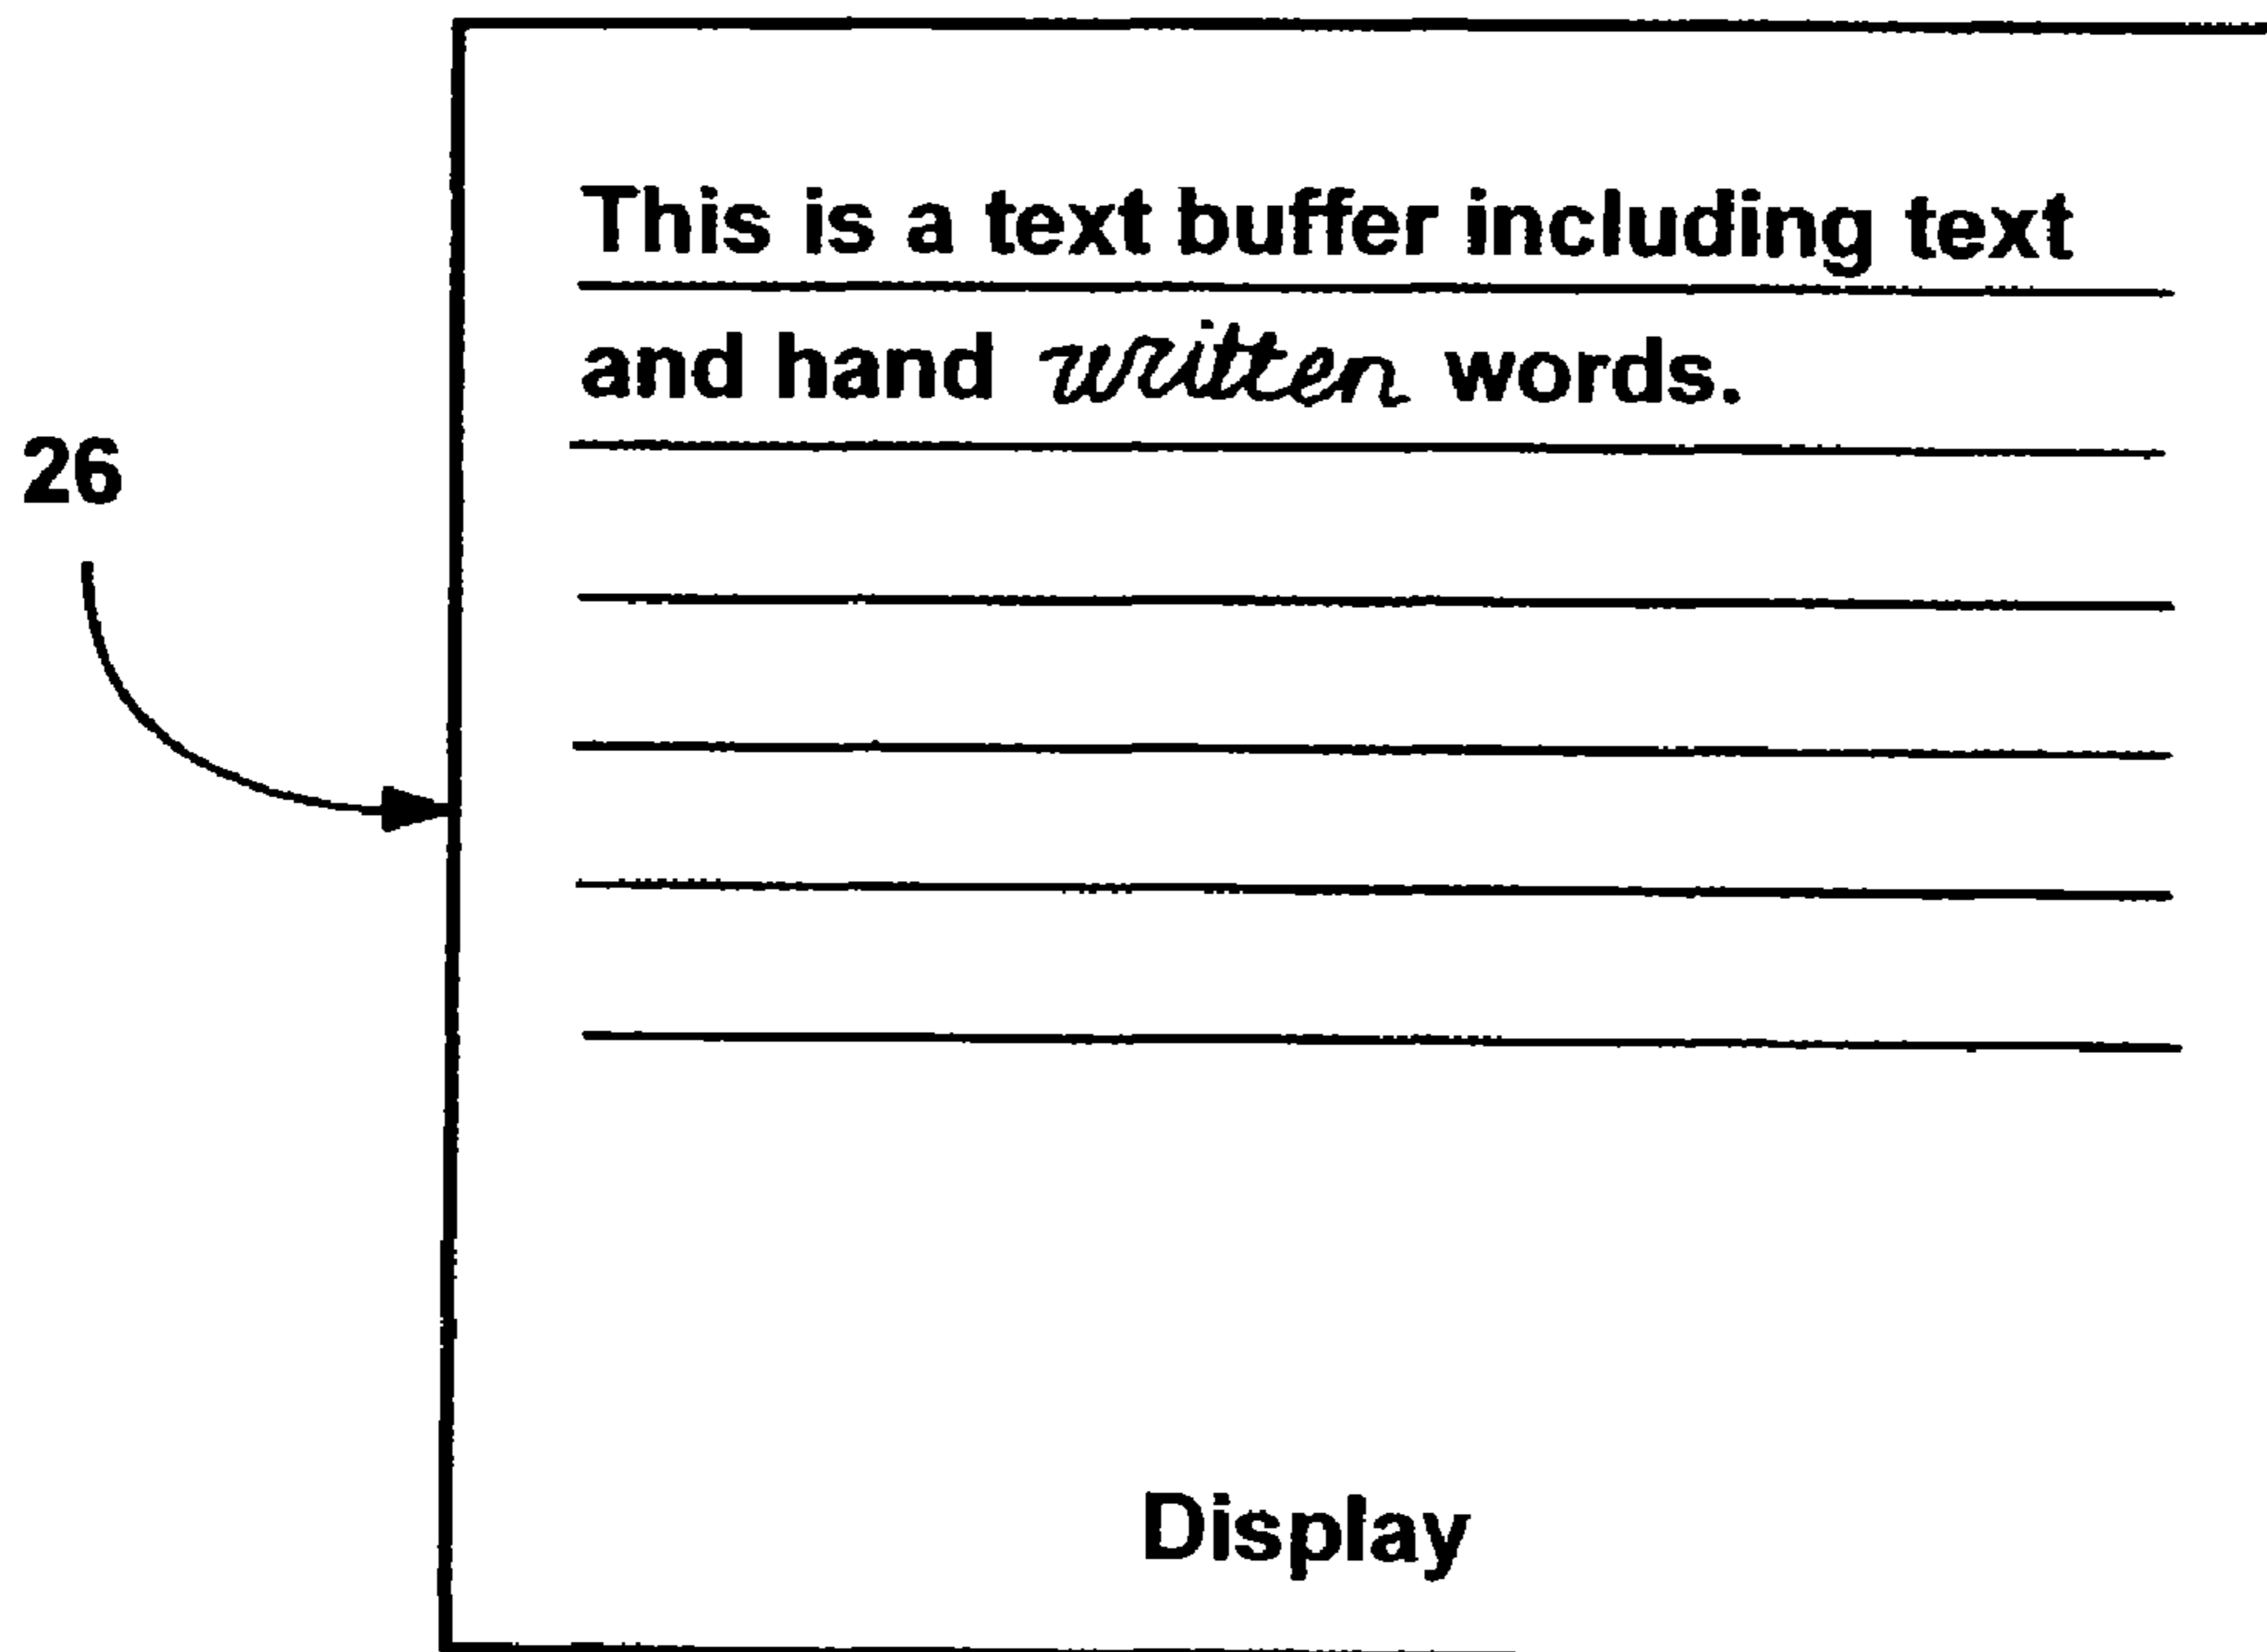 This is a text buffer including text
and hand written words.
26
Display